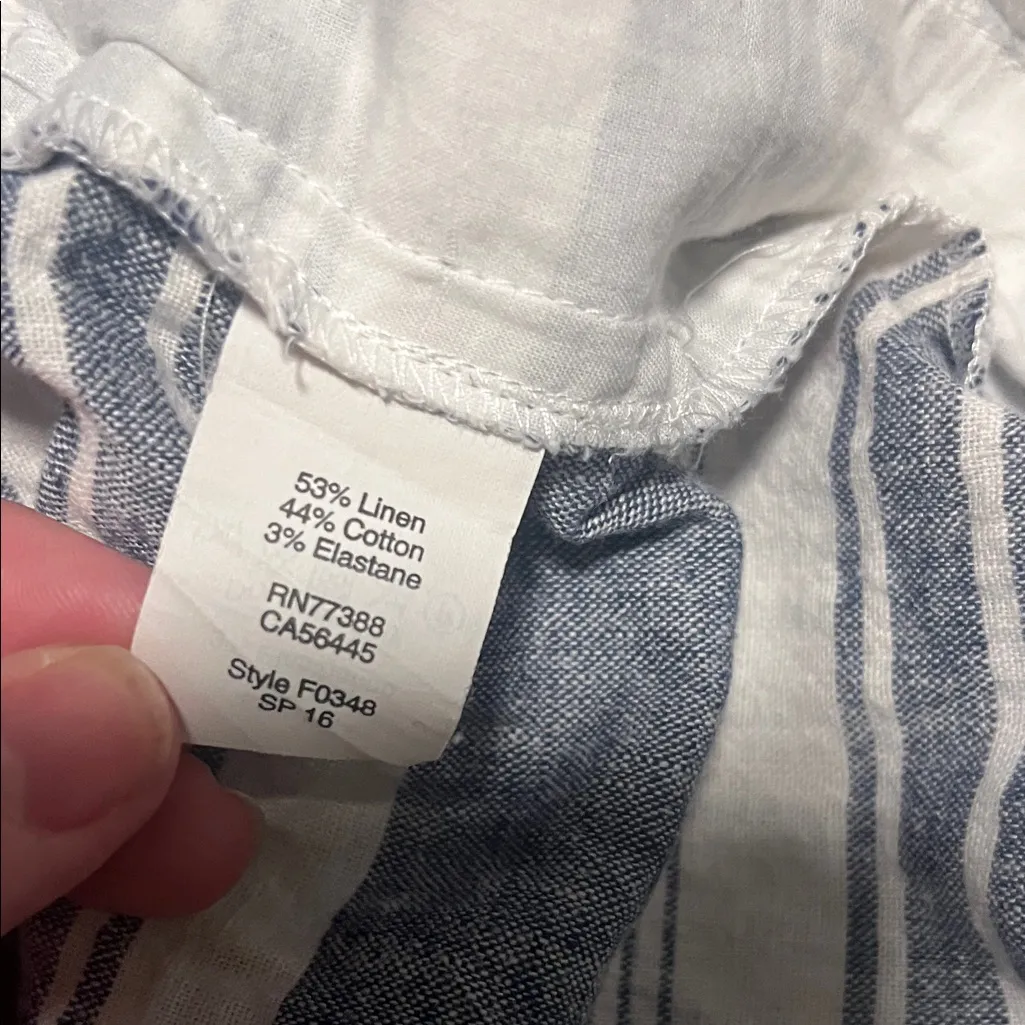 53% Linen
44% Cotton
3% Elastane
RN77388
CA56445
Style F0348
SP 16